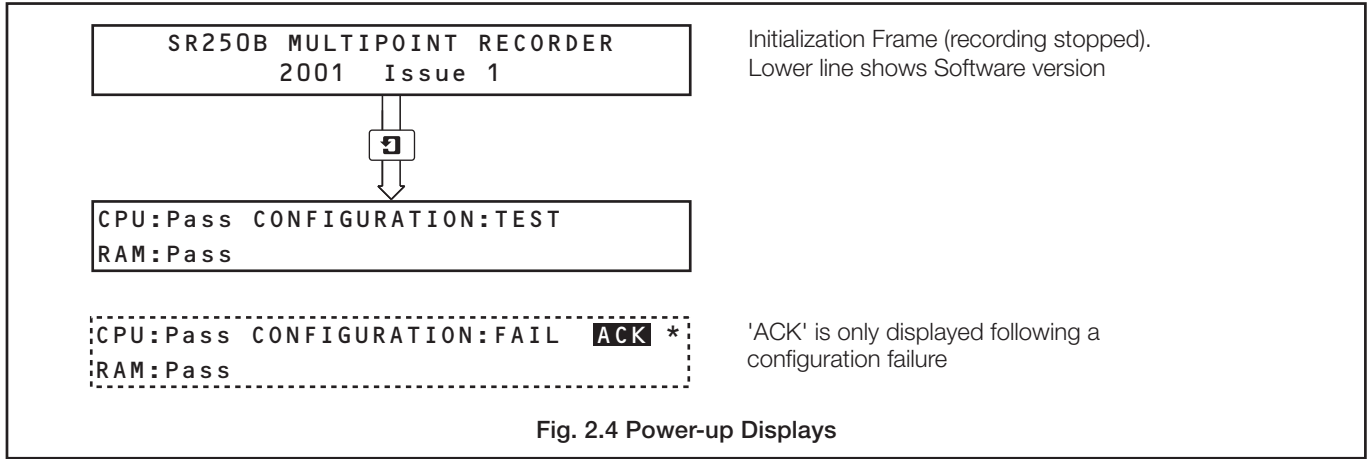 SR250B MULTIPOINT RECORDER
2001 Issue 1
Initialization Frame (recording stopped).
Lower line shows Software version
CPU:Pass CONFIGURATION:TEST
RAM:Pass
CPU:Pass CONFIGURATION:FAIL ACK *
RAM:Pass
'ACK' is only displayed following a
configuration failure
Fig. 2.4 Power-up Displays